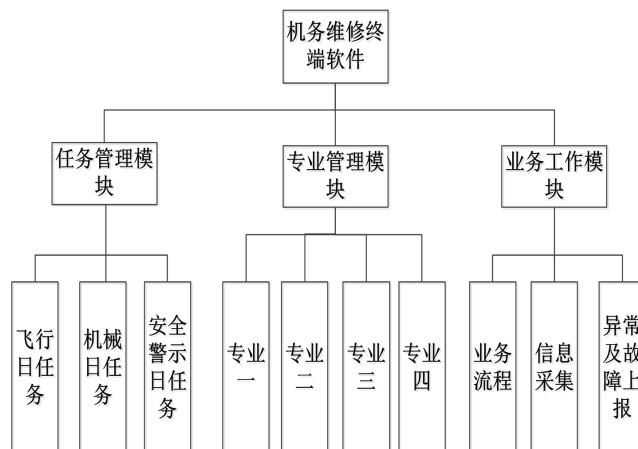 机务维修终
端软件
任务管理模
块
专业管理模
块
业务工作模
块
飞行
日任
务
机械
日任
务
安全
警示
日任
务
专业
一
专业
二
专业
三
专业
四
业务
流程
信息
采集
异常
及故
障上
报